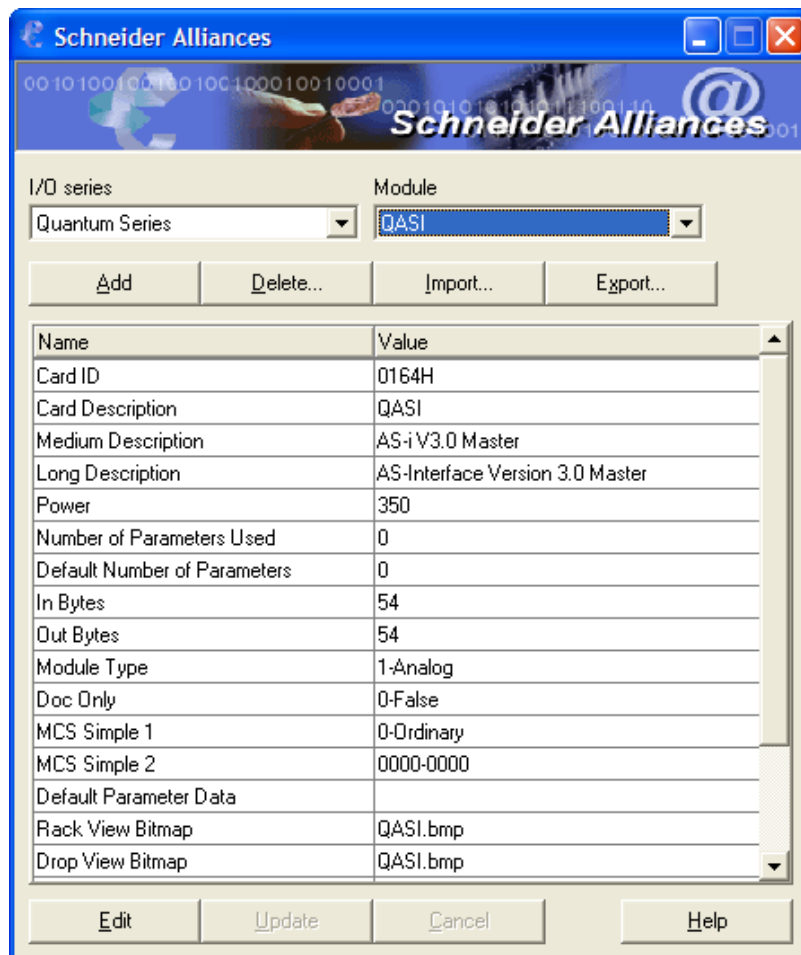 Schneider Alliances
Schneider Alliances
I/O series Module
Quantum Series QASI
Add Delete... Import... Export...
Name Value
Card ID 0164H
Card Description QASI
Medium Description AS-i V3.0 Master
Long Description AS-Interface Version 3.0 Master
Power 350
Number of Parameters Used 0
Default Number of Parameters 0
In Bytes 54
Out Bytes 54
Module Type 1-Analog
Doc Only 0-False
MCS Simple 1 0-Ordinary
MCS Simple 2 0000-0000
Default Parameter Data
Rack View Bitmap QASI.bmp
Drop View Bitmap QASI.bmp
Edit Update Cancel Help